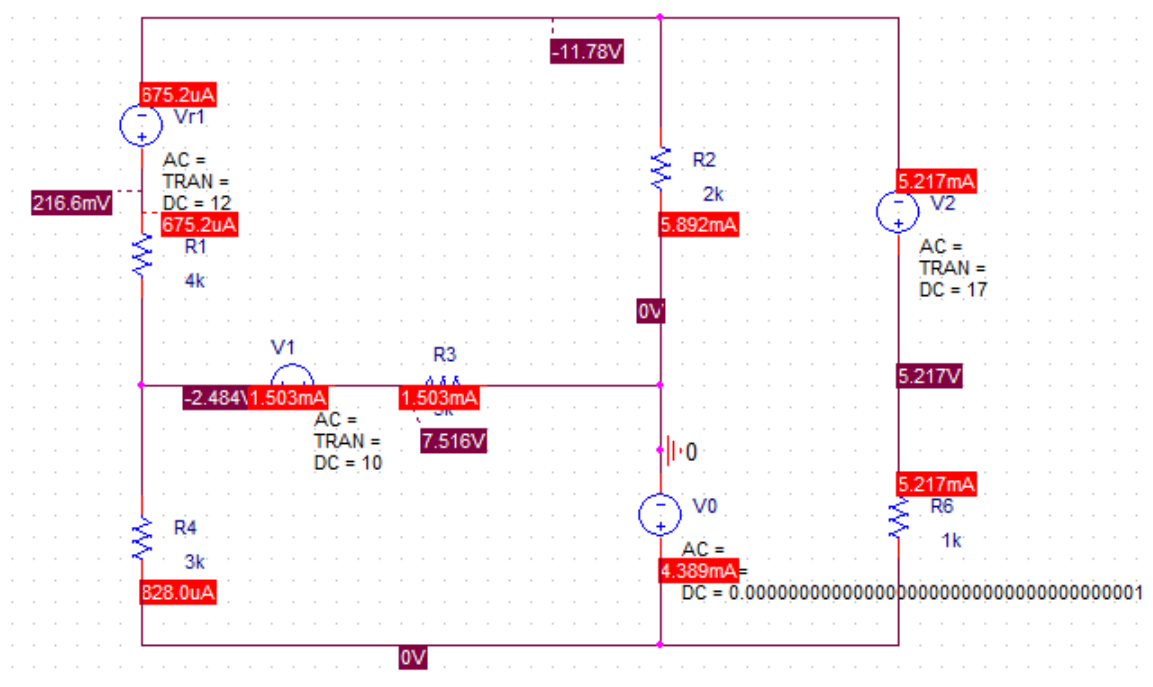 -11.78V
675.2uA
Vr1
AC =
TRAN =
DC = 12
216.6mV
675.2uA
R1
4k
R2
2k
5.892mA
5.217mA
V2
AC =
TRAN =
DC = 17
0V
V1
R3
5.217V
-2.484V
1.503mA
1.503mA
AC =
TRAN =
DC = 10
7.516V
0
5.217mA
R6
1k
V0
AC =
4.389mA
=
R4
3k
828.0uA
0V